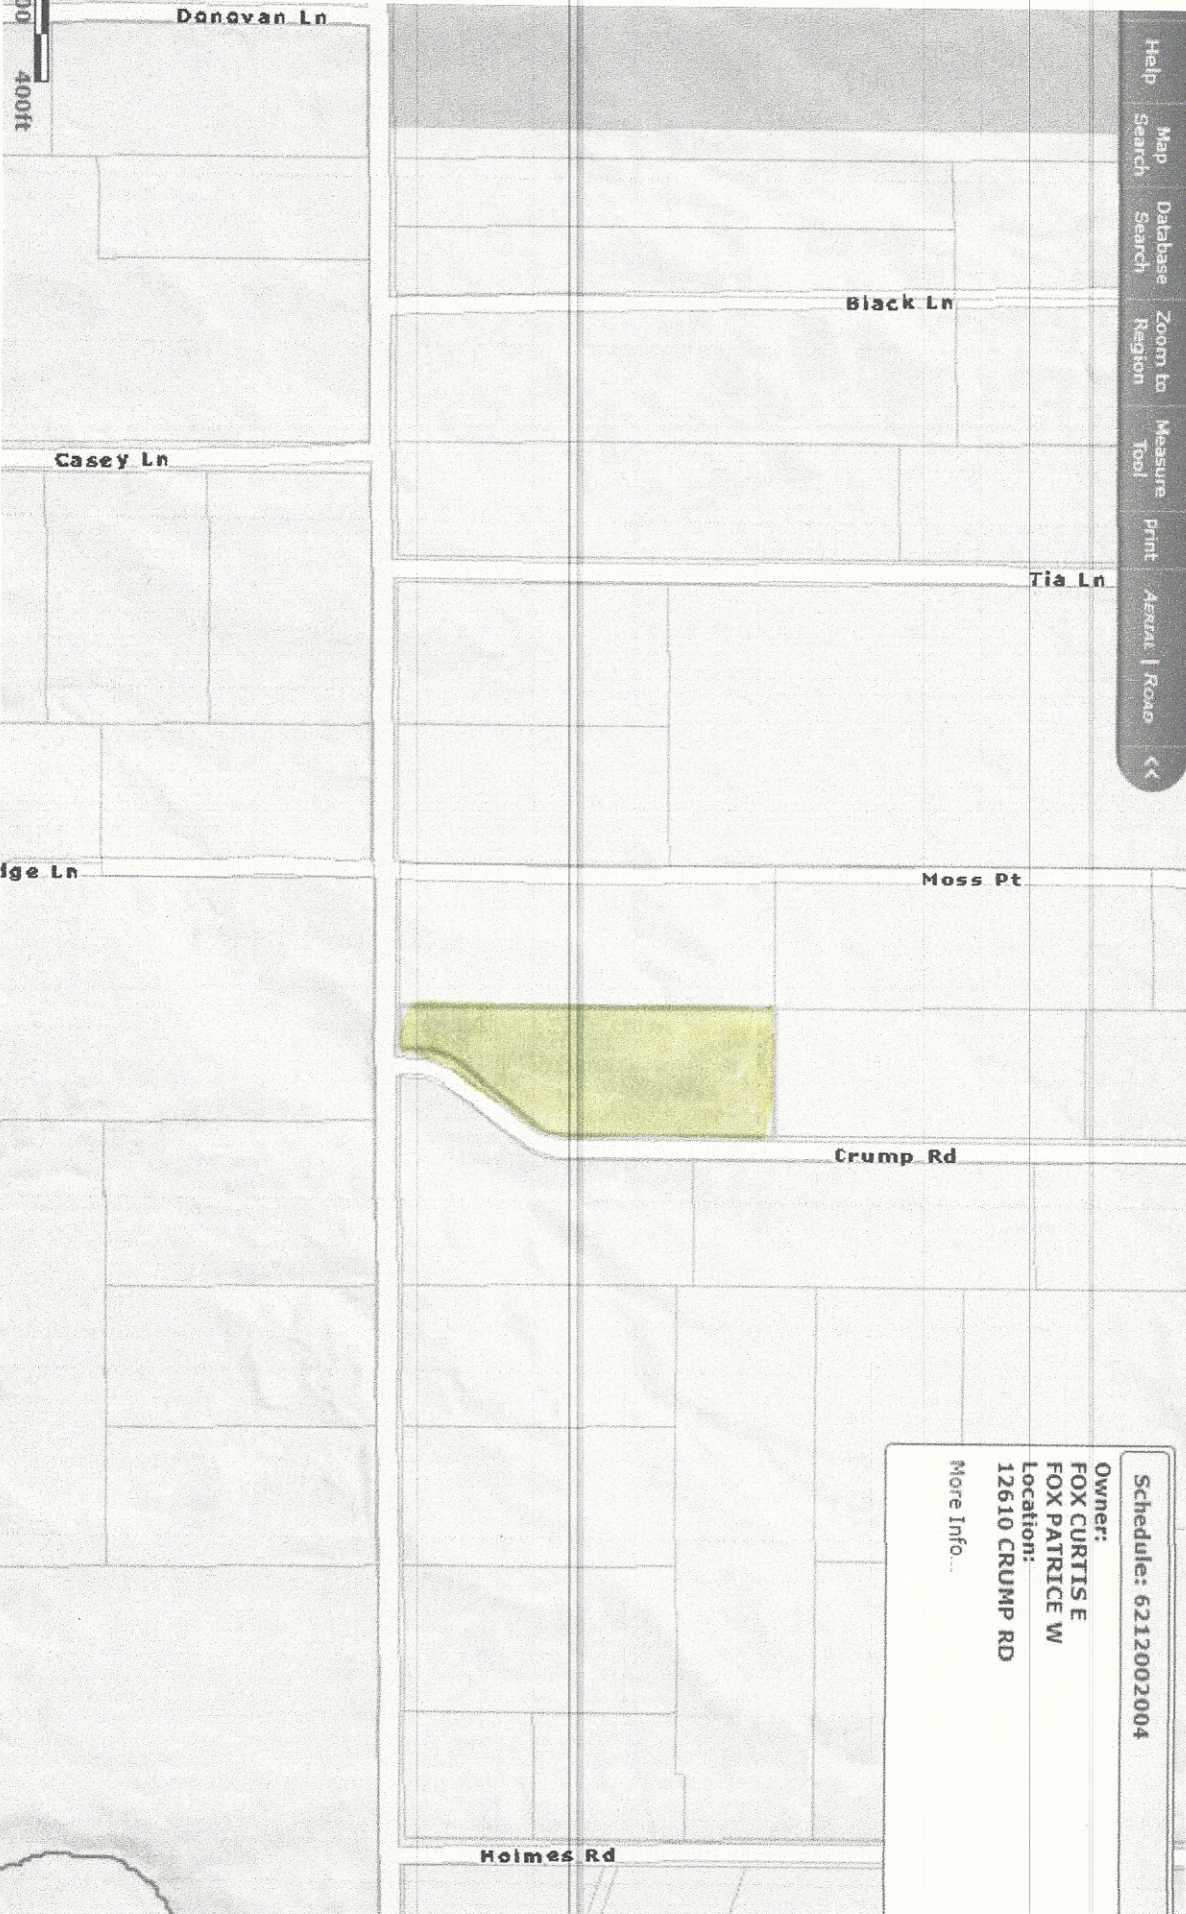 Help
Map
Search
Database
Search
Zoom to
Region
Measure
Tool
Print
AERIAL | ROAD
<<
Schedule: 6212002004
Owner:
FOX CURTIS E
FOX PATRICE W
Location:
12610 CRUMP RD
More Info...
Donovan Ln
00
400ft
Black Ln
Casey Ln
Tia Ln
dge Ln
Moss Pt
Crump Rd
Holmes Rd